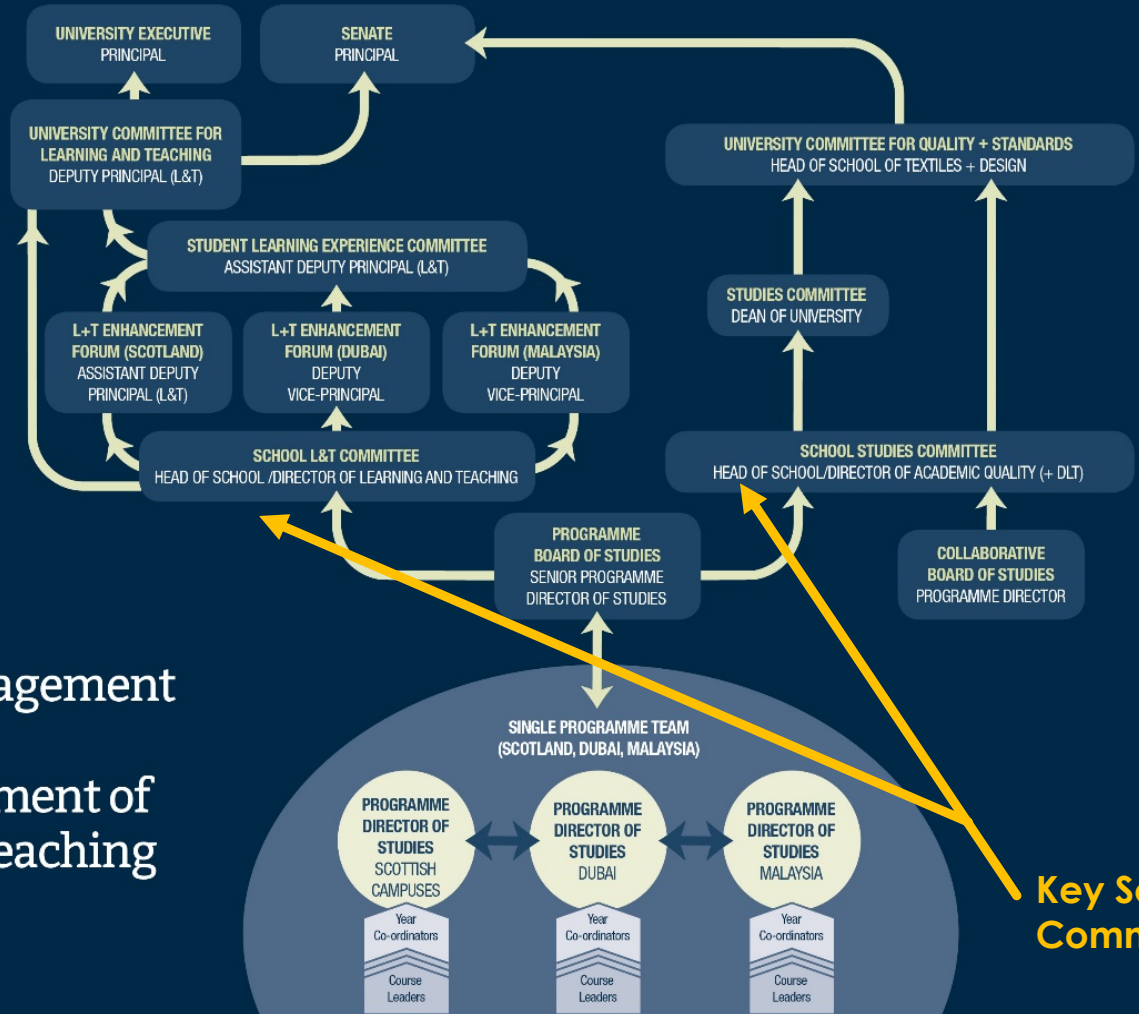 UNIVERSITY EXECUTIVE
PRINCIPAL
SENATE
PRINCIPAL
UNIVERSITY COMMITTEE FOR
LEARNING AND TEACHING
DEPUTY PRINCIPAL (L&T)
UNIVERSITY COMMITTEE FOR QUALITY + STANDARDS
HEAD OF SCHOOL OF TEXTILES + DESIGN
STUDENT LEARNING EXPERIENCE COMMITTEE
ASSISTANT DEPUTY PRINCIPAL (L&T)
STUDIES COMMITTEE
DEAN OF UNIVERSITY
L+T ENHANCEMENT
FORUM (SCOTLAND)
ASSISTANT DEPUTY
PRINCIPAL (L&T)
L+T ENHANCEMENT
FORUM (DUBAI)
DEPUTY
VICE-PRINCIPAL
L+T ENHANCEMENT
FORUM (MALAYSIA)
DEPUTY
VICE-PRINCIPAL
SCHOOL L&T COMMITTEE
HEAD OF SCHOOL /DIRECTOR OF LEARNING AND TEACHING
SCHOOL STUDIES COMMITTEE
HEAD OF SCHOOL/DIRECTOR OF ACADEMIC QUALITY (+ DLT)
PROGRAMME
BOARD OF STUDIES
SENIOR PROGRAMME
DIRECTOR OF STUDIES
COLLABORATIVE
BOARD OF STUDIES
PROGRAMME DIRECTOR
agement
ment of
eaching
SINGLE PROGRAMME TEAM
(SCOTLAND, DUBAI, MALAYSIA)
PROGRAMME
DIRECTOR OF
STUDIES
SCOTTISH
CAMPUSES
PROGRAMME
DIRECTOR OF
STUDIES
DUBAI
PROGRAMME
DIRECTOR OF
STUDIES
MALAYSIA
Year
Co-ordinators
Course
Leaders
Year
Co-ordinators
Course
Leaders
Year
Co-ordinators
Course
Leaders
Key Sc
Comm